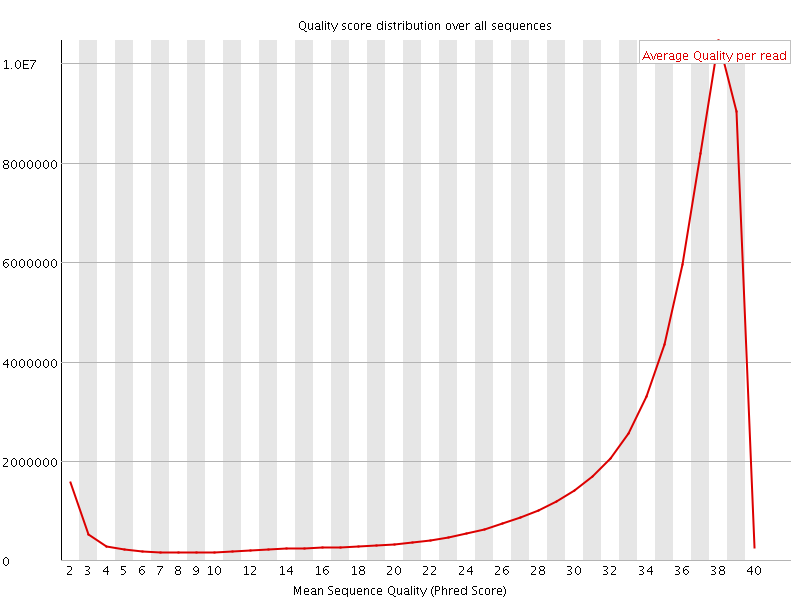 Quality score distribution over all sequences
Average Quality per read
1.0E7
8000000
6000000
4000000
2000000
0
2 3 4 5 6 7 8 9 10 12 14 16 18 20 22 24 26 28 30 32 34 36 38 40
Mean Sequence Quality (Phred Score)